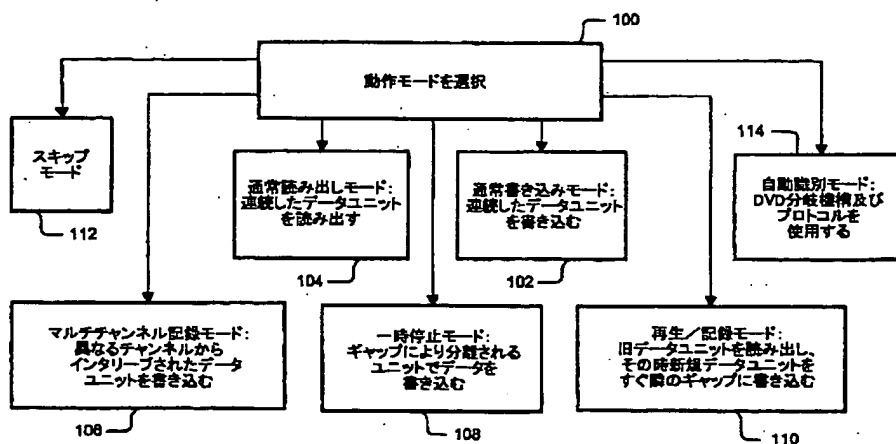 100
動作モードを選択
スキップ
モード
112
通常読み出しモード:
連続したデータユニット
を読み出す
104
通常書き込みモード:
連続したデータユニット
を書き込む
102
114
自動識別モード:
DVD分岐機構及び
プロトコルを
使用する
マルチチャンネル記録モード:
異なるチャンネルから
インタリーブされたデータ
ユニットを書き込む
106
一時停止モード:
ギャップにより分離される
ユニットでデータを
書き込む
108
再生/記録モード:
旧データユニットを読み出し、
その時新規データユニットを
すぐ隣のギャップに書き込む
110